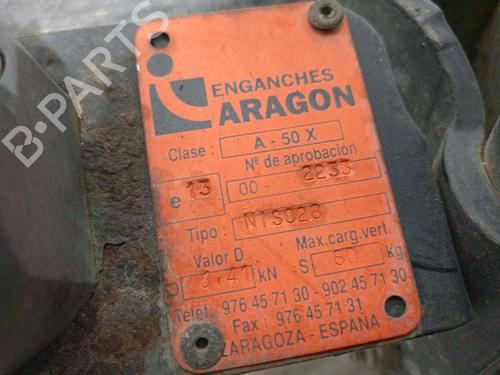 B-PARTS
ENGANCHES
ARAGON
Clase : A - 50 X
Nº de aprobación
e 13 00 - 2233
Tipo : NIS028
Valor D Max.carg.vert.
D 6.41 kN S 50 kg
Telef: 976 45 71 30 - 902 45 71 30
Fax : 976 45 71 31
ZARAGOZA - ESPAÑA